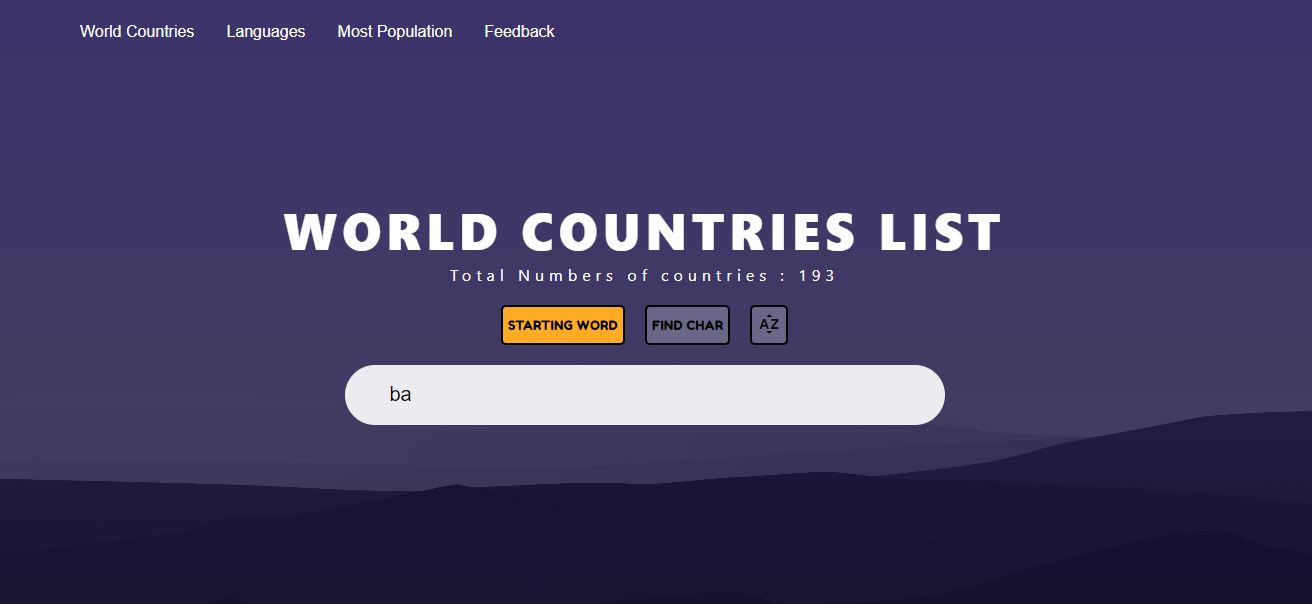 World Countries Languages Most Population Feedback
WORLD COUNTRIES LIST
Total Numbers of countries : 193
STARTING WORD FIND CHAR AZ
ba